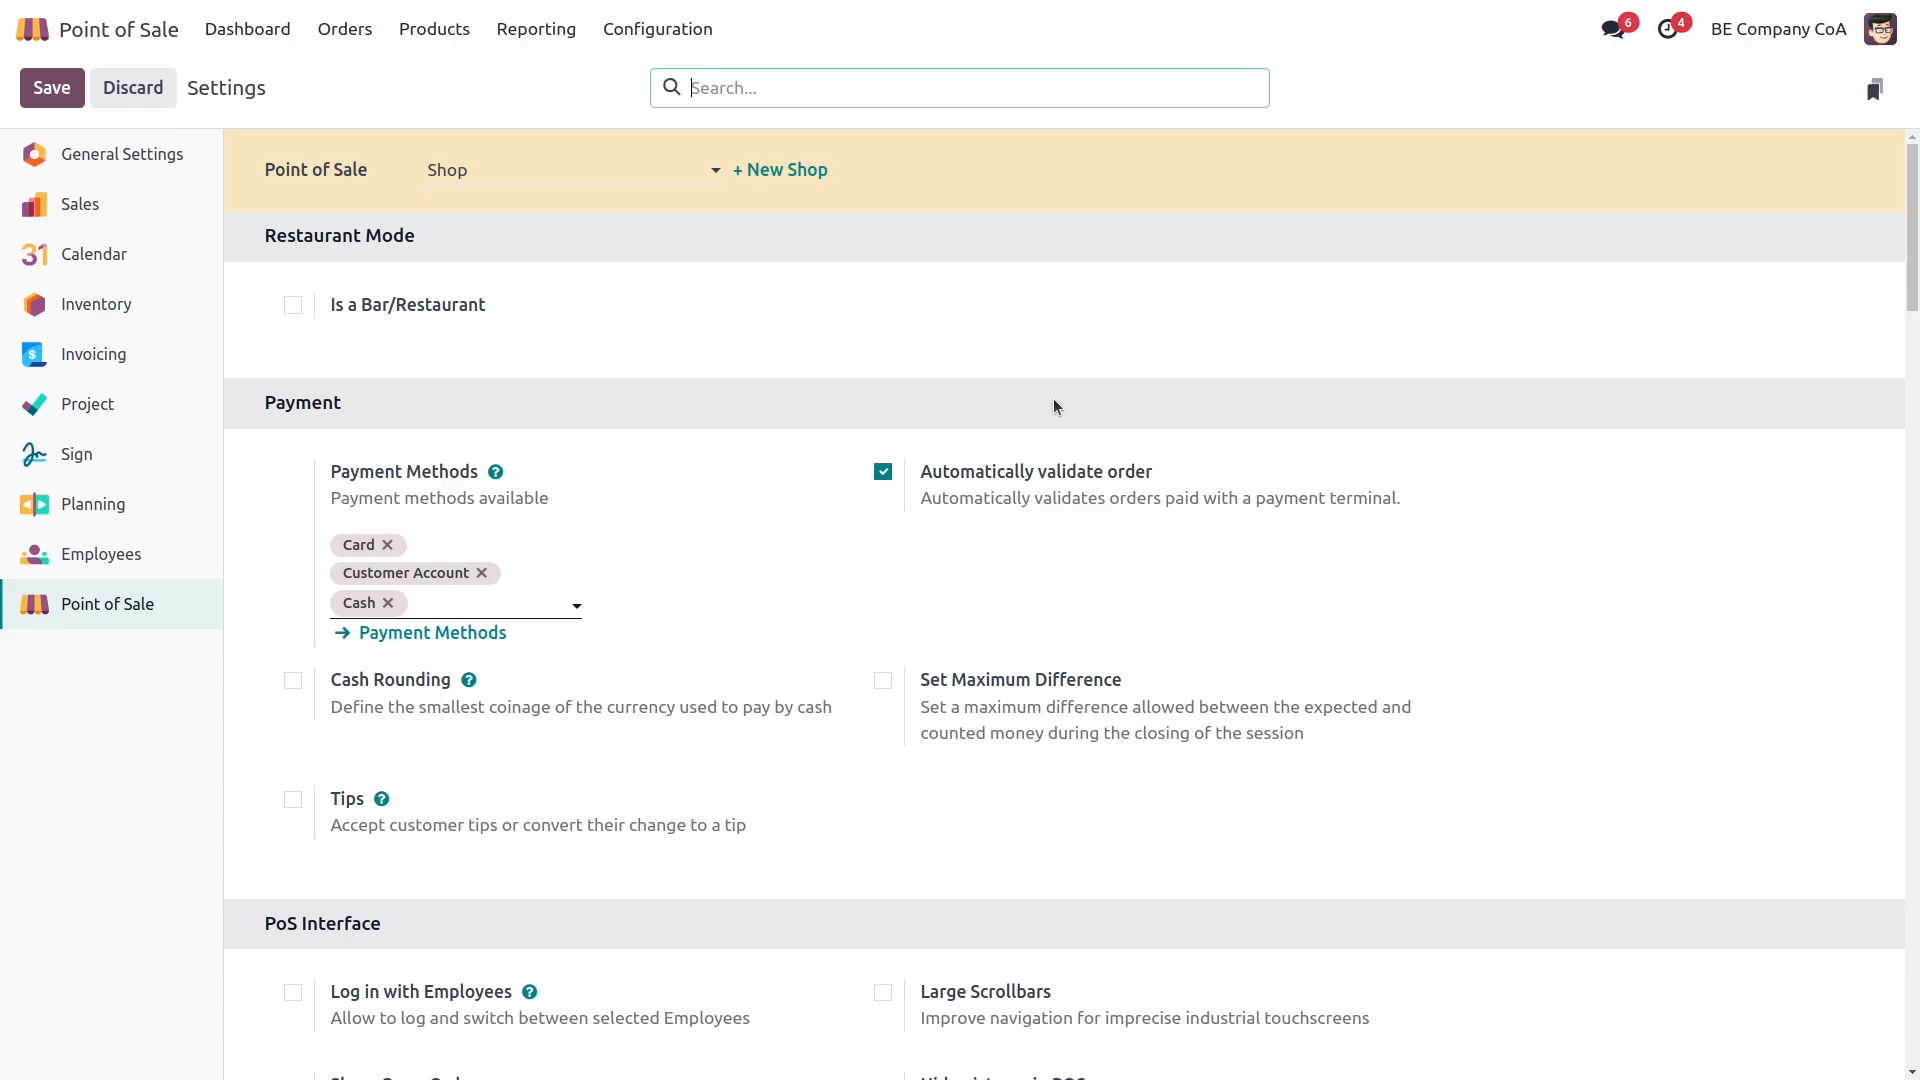 Point of Sale Dashboard Orders Products Reporting Configuration 6 4 BE Company CoA
Save Discard Settings Search...
General Settings
Sales
31 Calendar
Inventory
$ Invoicing
Project
Sign
Planning
Employees
Point of Sale
Point of Sale Shop + New Shop
Restaurant Mode
Is a Bar/Restaurant
Payment
Payment Methods ?
Payment methods available
Card ×
Customer Account ×
Cash ×
→ Payment Methods
Automatically validate order
Automatically validates orders paid with a payment terminal.
Cash Rounding ?
Define the smallest coinage of the currency used to pay by cash
Set Maximum Difference
Set a maximum difference allowed between the expected and
counted money during the closing of the session
Tips ?
Accept customer tips or convert their change to a tip
PoS Interface
Log in with Employees ?
Allow to log and switch between selected Employees
Large Scrollbars
Improve navigation for imprecise industrial touchscreens